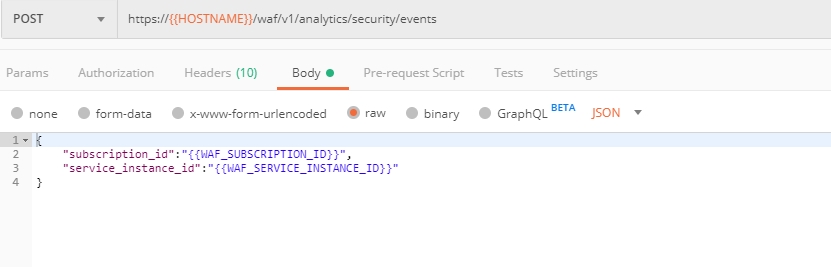 POST https://{{HOSTNAME}}/waf/v1/analytics/security/events
Params Authorization Headers (10) Body Pre-request Script Tests Settings
none form-data x-www-form-urlencoded raw binary GraphQL BETA JSON
1 {
2 "subscription_id":"{{WAF_SUBSCRIPTION_ID}}",
3 "service_instance_id":"{{WAF_SERVICE_INSTANCE_ID}}"
4 }